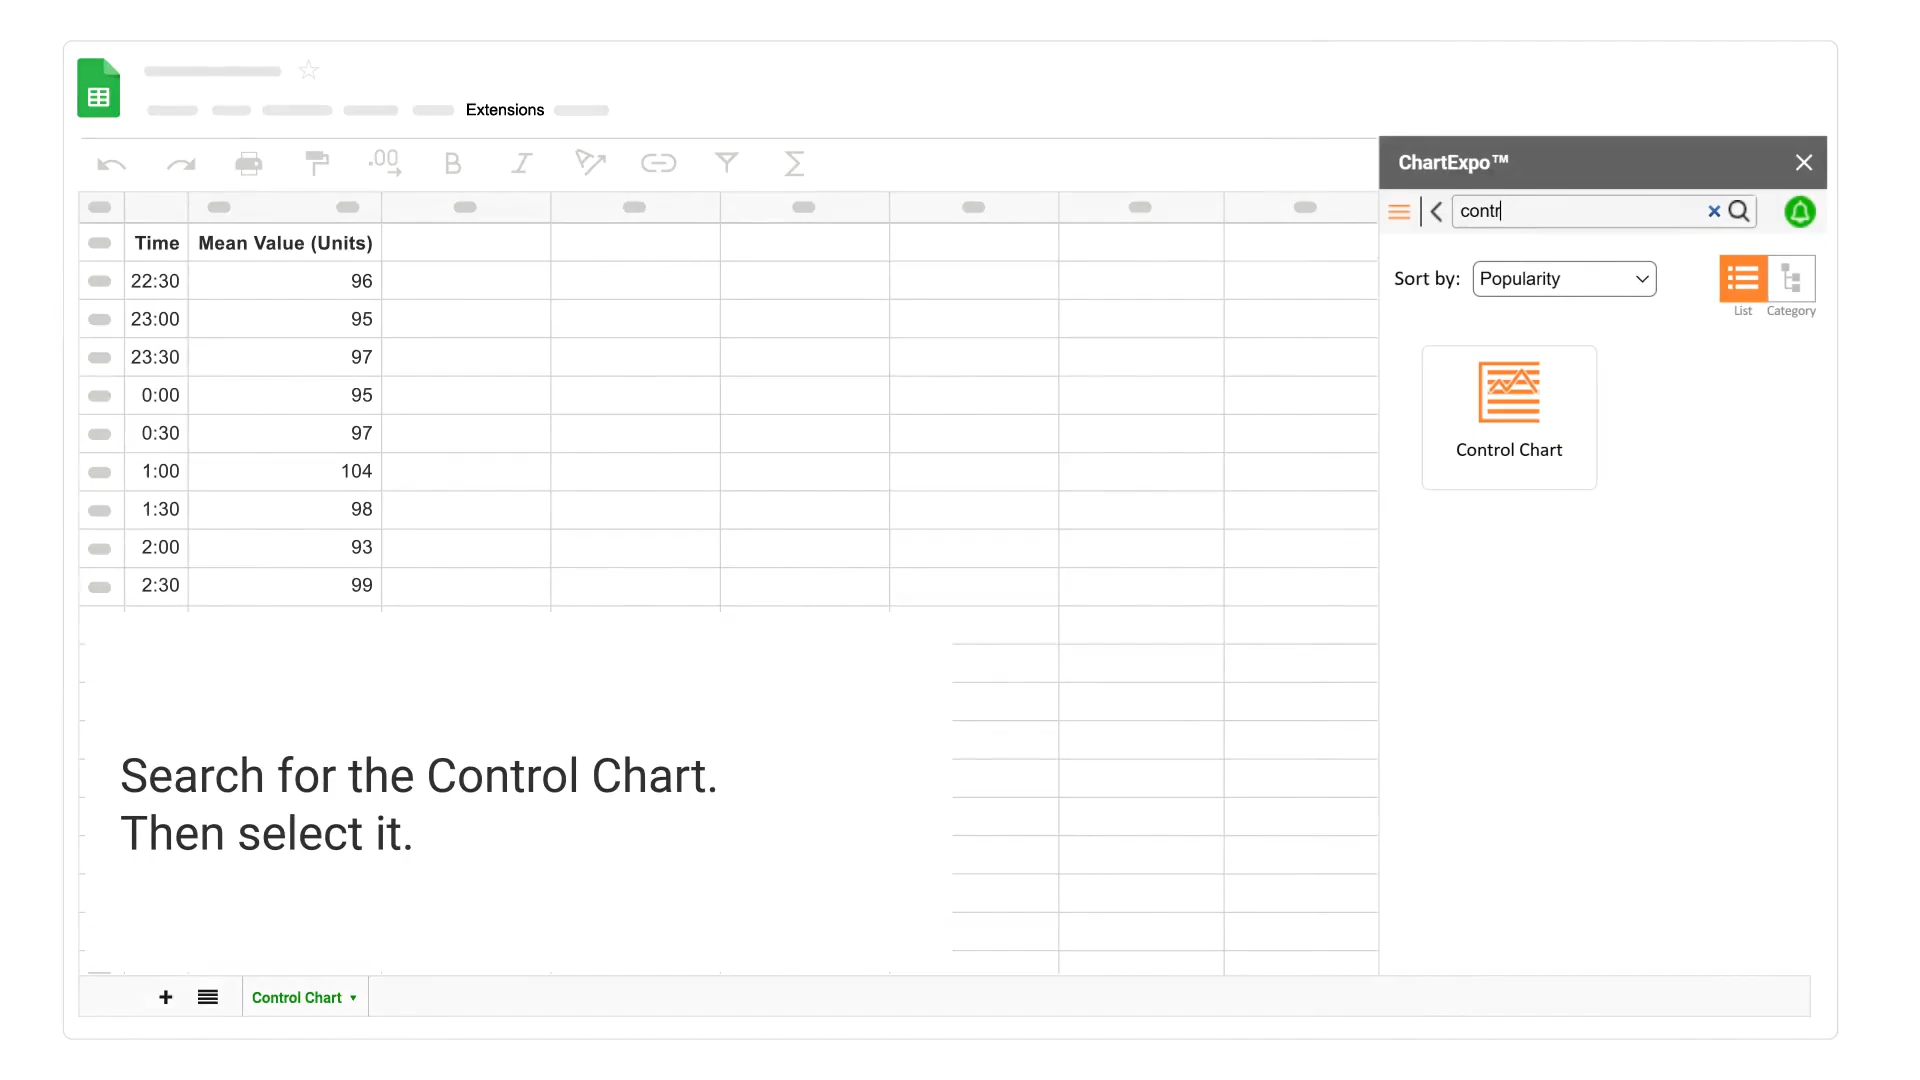 Extensions
.00
B
ChartExpo™
contr
Sort by: Popularity
List Category
Control Chart
Time Mean Value (Units)
22:30 96
23:00 95
23:30 97
0:00 95
0:30 97
1:00 104
1:30 98
2:00 93
2:30 99
Search for the Control Chart.
Then select it.
Control Chart